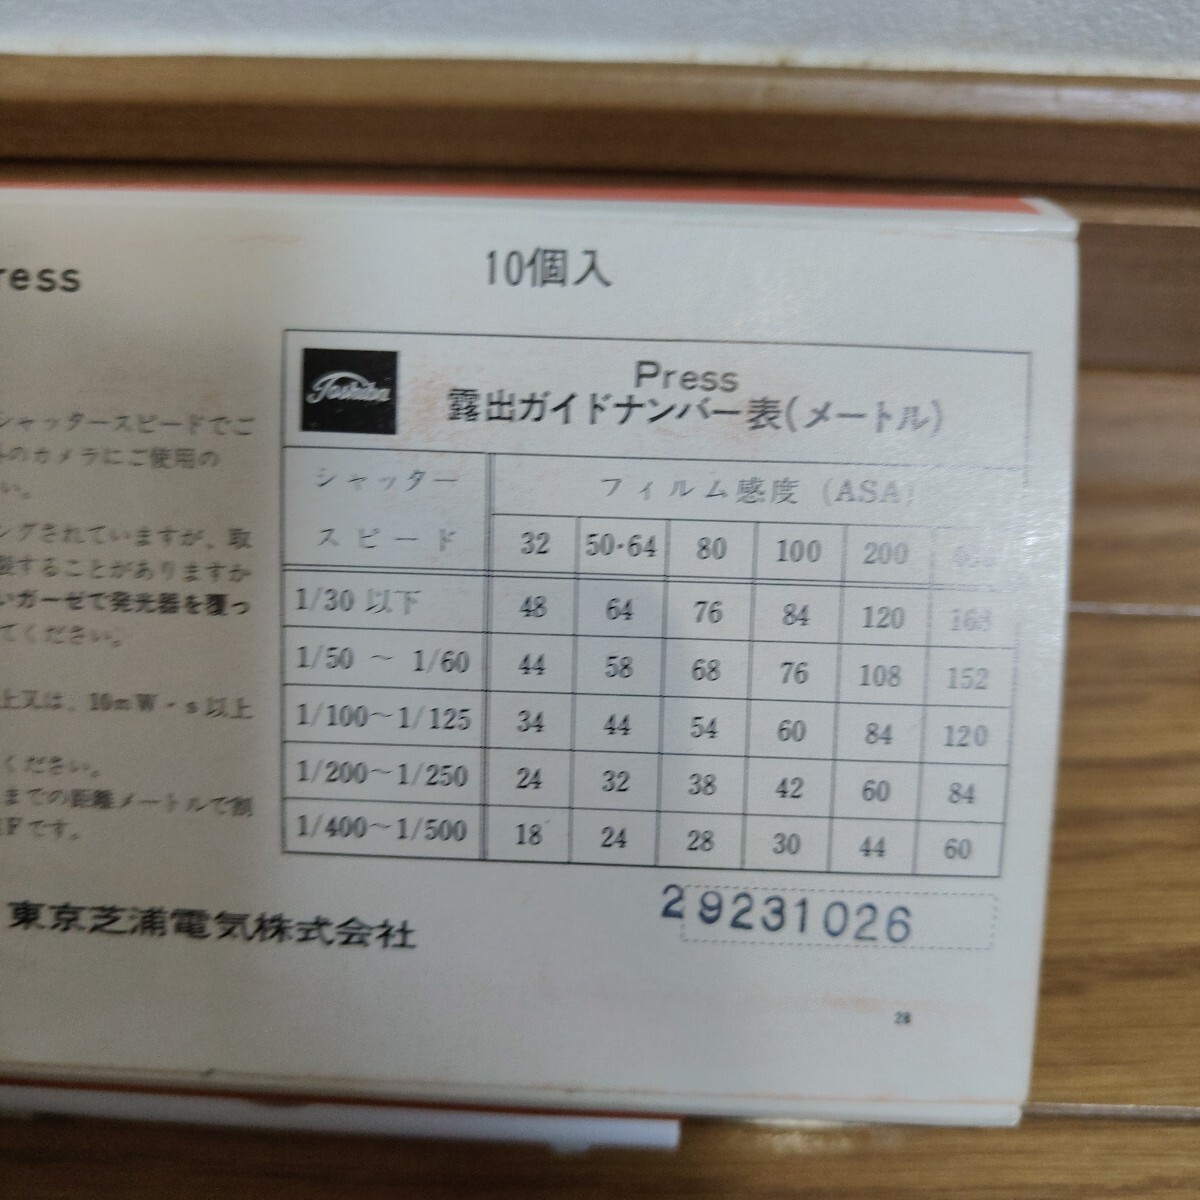 ress
10個入
Toshiba
Press
露出ガイドナンバー表(メートル)
シャッタースピードでご
のカメラにご使用の
い。
ングされていますが、取
することがありますか
いガーゼで発光器を覆っ
てください。
上又は、10mW・s以上
ください。
までの距離メートルで割
Fです。
シャッター
スピード
フィルム感度 (ASA)
32 50・64 80 100 200
1/30 以下 48 64 76 84 120
1/50 ～ 1/60 44 58 68 76 108 152
1/100～1/125 34 44 54 60 84 120
1/200～1/250 24 32 38 42 60 84
1/400～1/500 18 24 28 30 44 60
東京芝浦電気株式会社
29231026
28